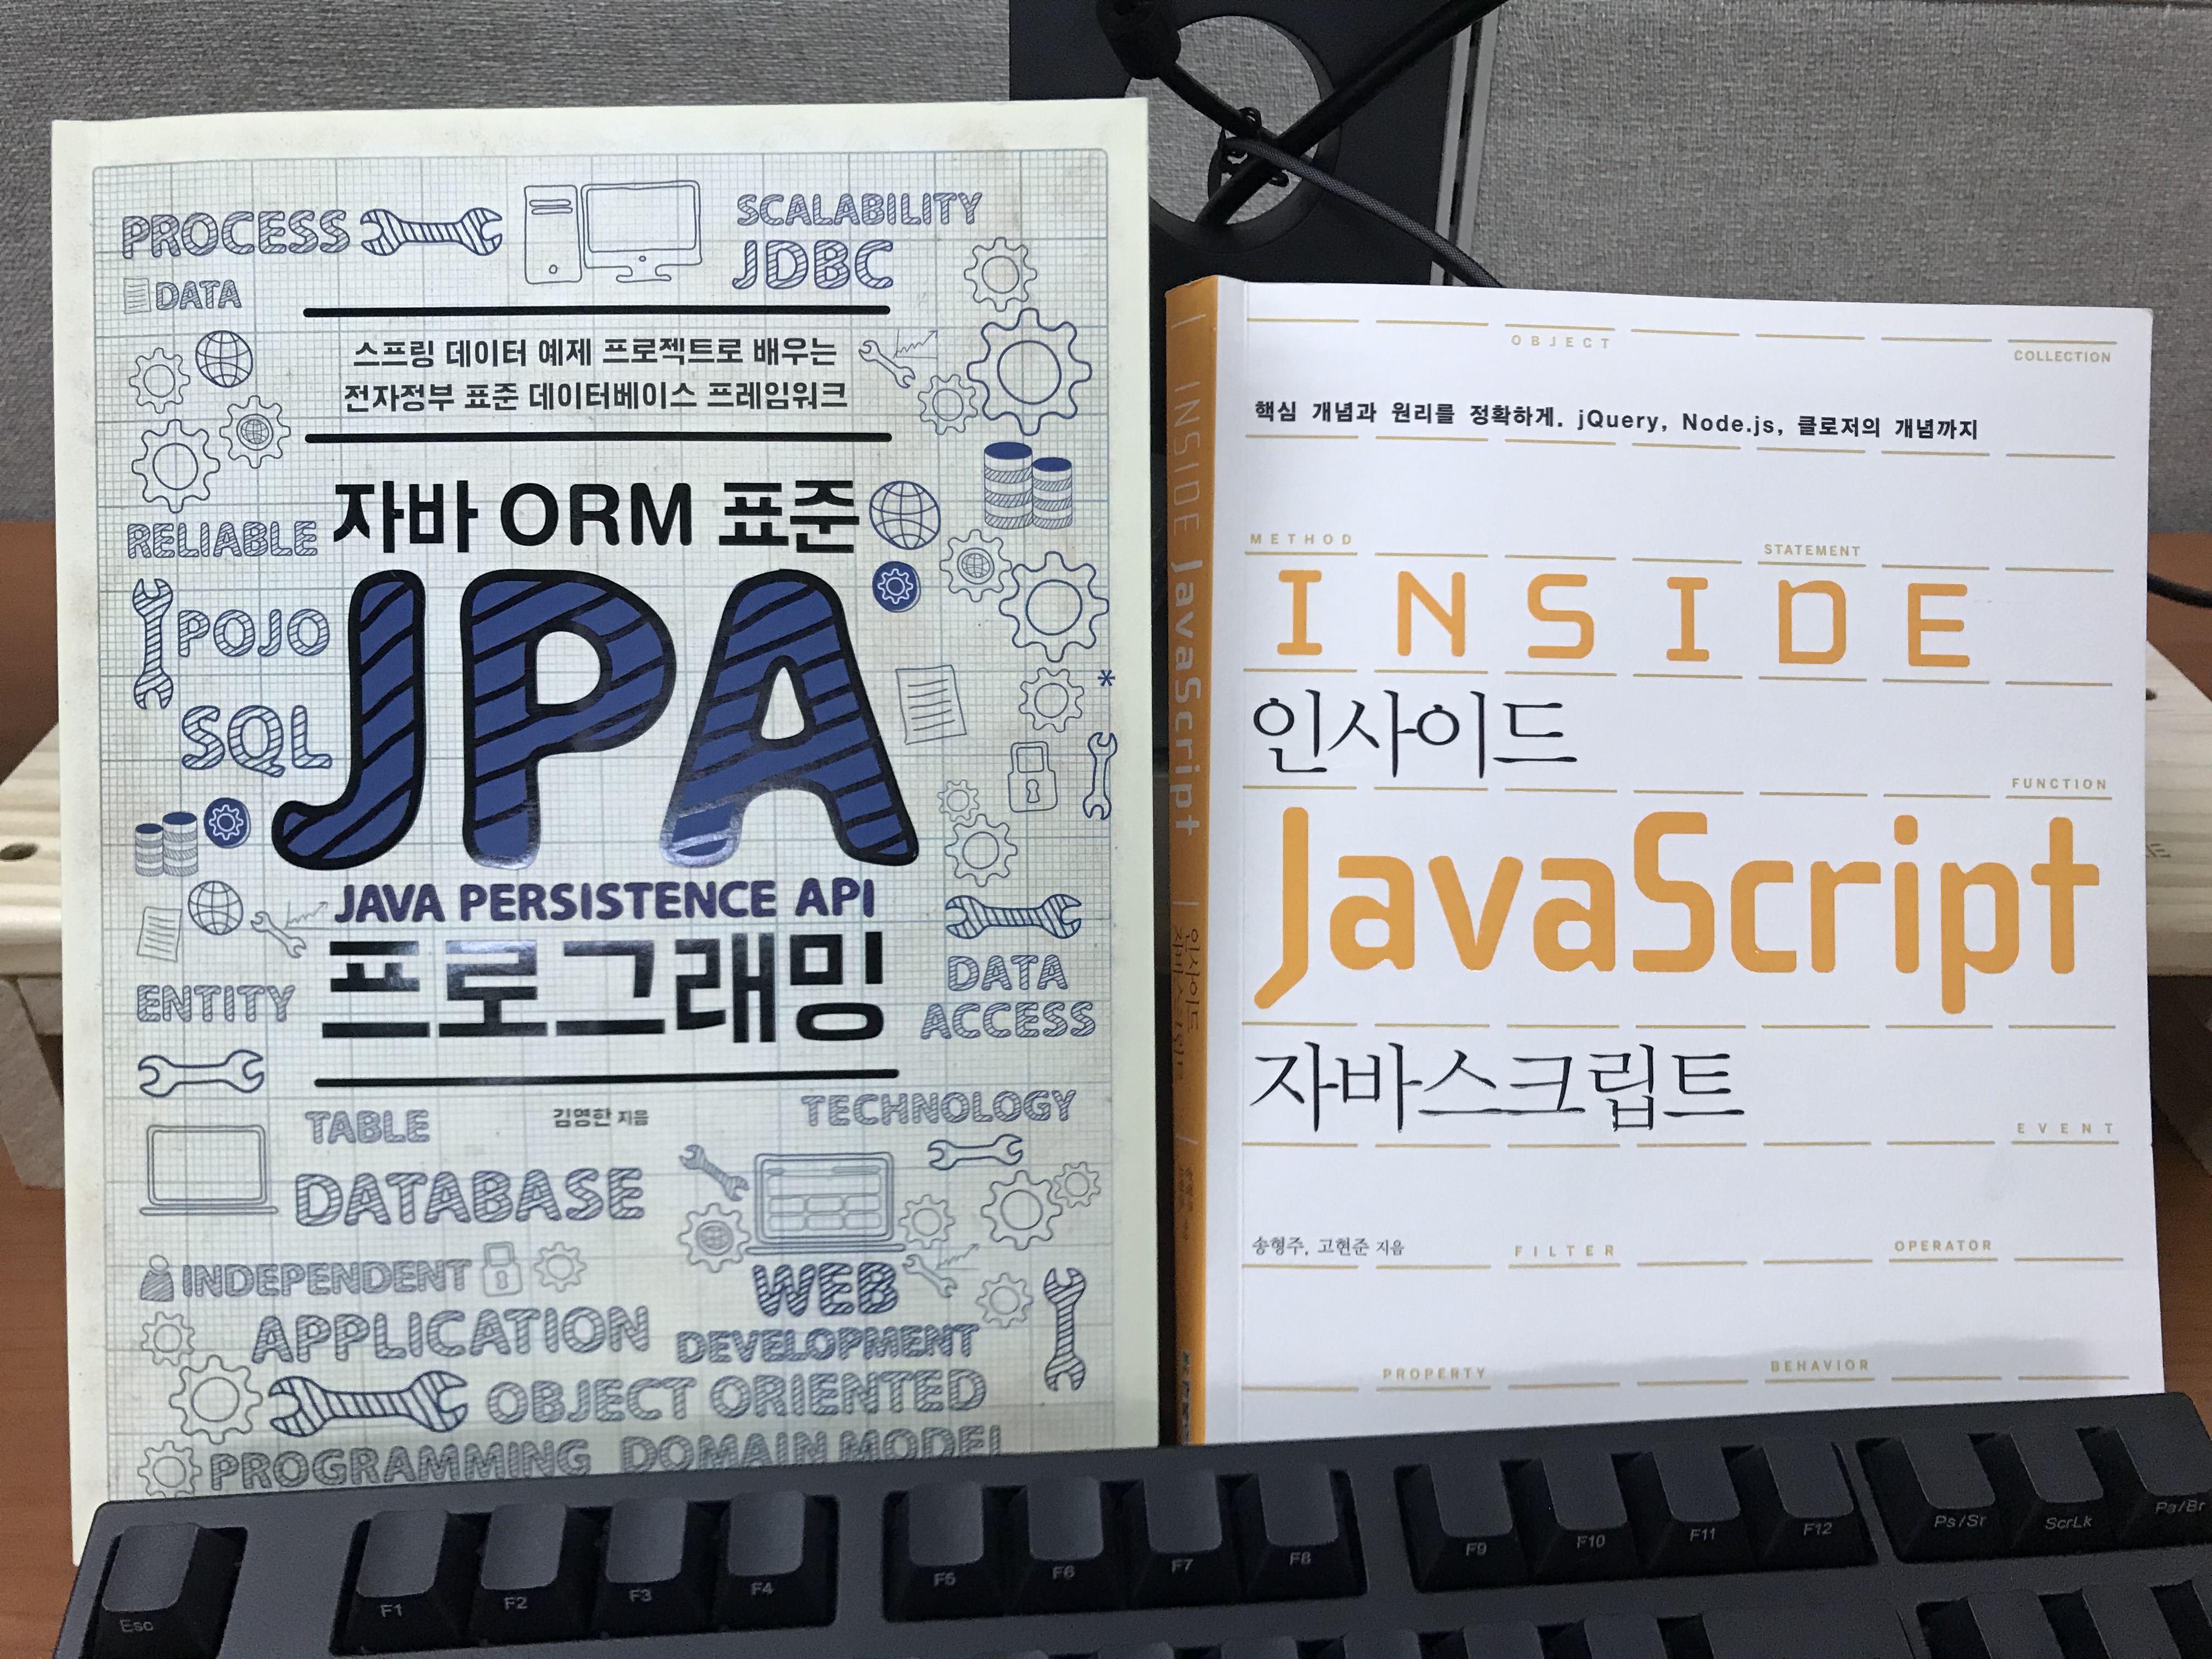 PROCESS
SCALABILITY
JDBC
DATA
스프링 데이터 예제 프로젝트로 배우는
전자정부 표준 데이터베이스 프레임워크
자바 ORM 표준
RELIABLE
JPA
POJO
SQL
JAVA PERSISTENCE API
프로그래밍
DATA
ACCESS
ENTITY
TABLE
김영한 지음
TECHNOLOGY
DATABASE
INDEPENDENT
WEB
APPLICATION
DEVELOPMENT
OBJECT ORIENTED
PROGRAMMING DOMAIN MODEL
INSIDE JavaScript
인사이드
자바스크립트
OBJECT
COLLECTION
핵심 개념과 원리를 정확하게. jQuery, Node.js, 클로저의 개념까지
METHOD
STATEMENT
INSIDE
인사이드
FUNCTION
JavaScript
자바스크립트
EVENT
송형주, 고현준 지음
FILTER
OPERATOR
PROPERTY
BEHAVIOR
Esc F1 F2 F3 F4 F5 F6 F7 F8 F9 F10 F11 F12 Ps/Sr ScrLk Pa/Br